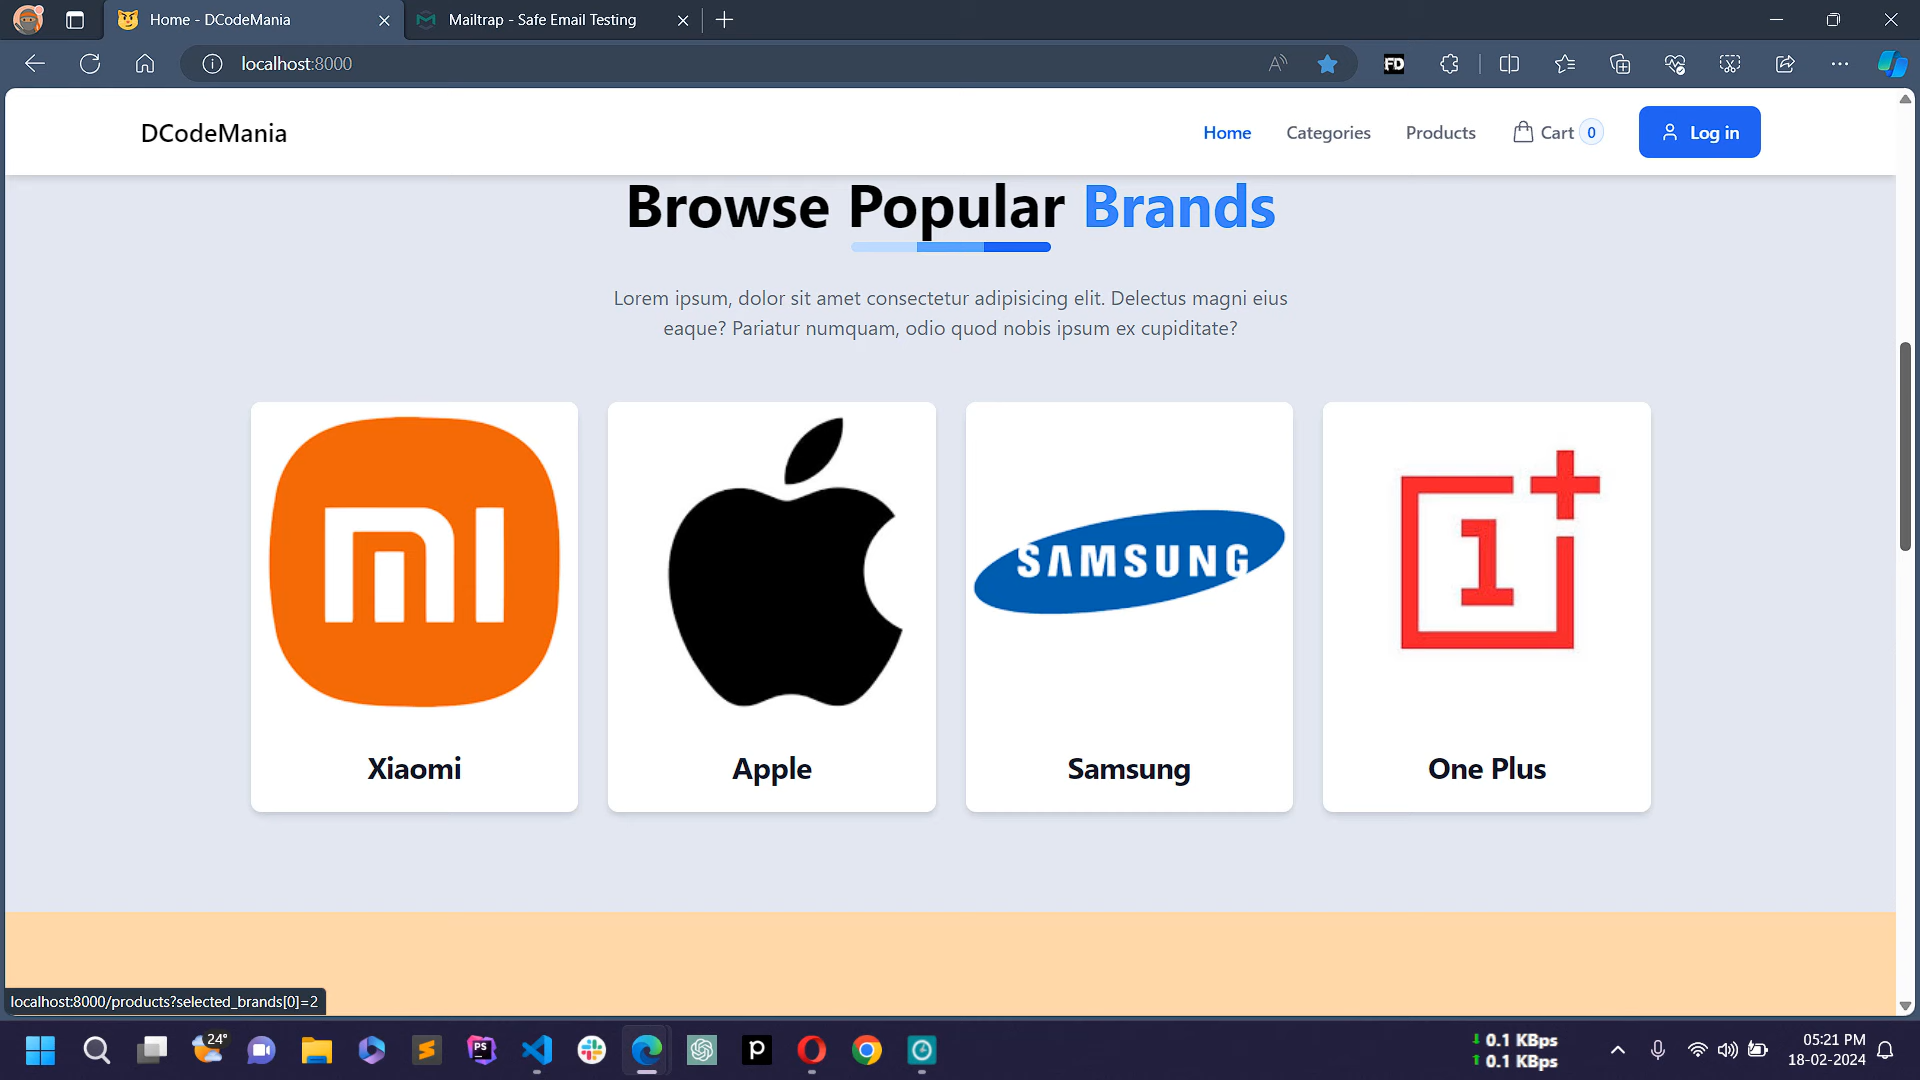 Home - DCodeMania
Mailtrap - Safe Email Testing
localhost:8000
FD
DCodeMania
Home
Categories
Products
Cart 0
Log in
Browse Popular Brands
Lorem ipsum, dolor sit amet consectetur adipisicing elit. Delectus magni eius
eaque? Pariatur numquam, odio quod nobis ipsum ex cupiditate?
SAMSUNG
1
Xiaomi
Apple
Samsung
One Plus
localhost:8000/products?selected_brands[0]=2
24°
PS
P
0.1 KBps
0.1 KBps
05:21 PM
18-02-2024